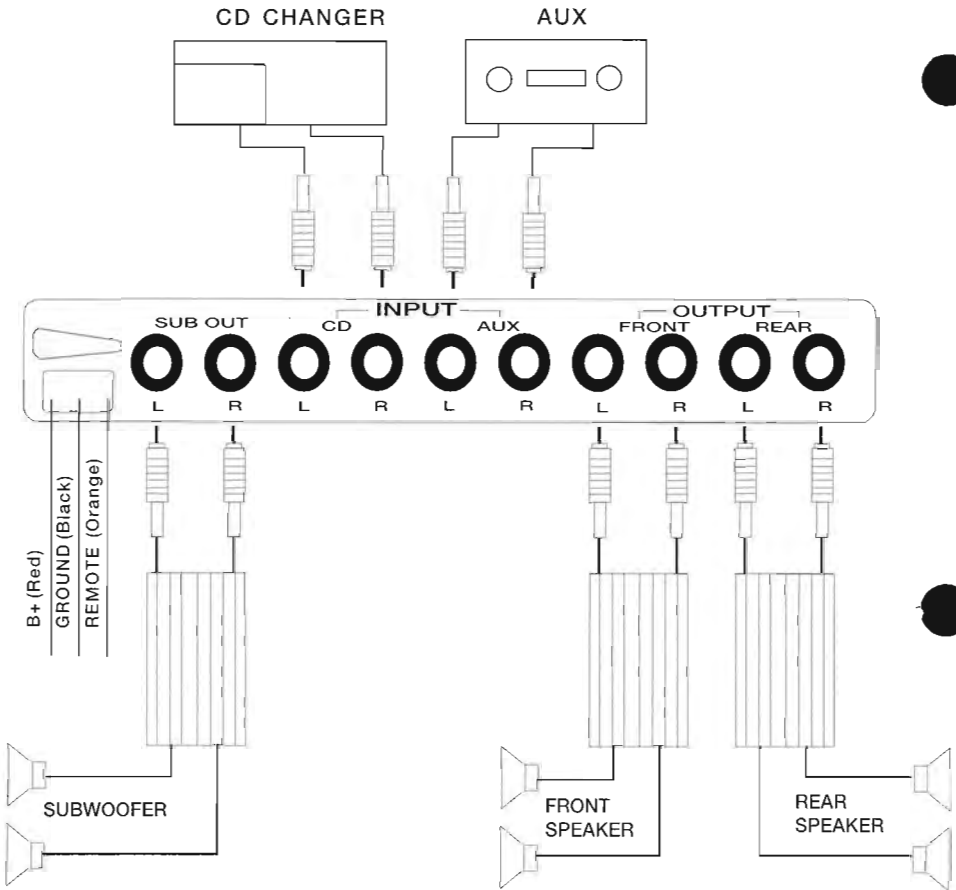 CD CHANGER
AUX
INPUT
OUTPUT
SUB OUT
CD
AUX
FRONT
REAR
L
R
L
R
L
R
L
R
L
R
B+ (Red)
GROUND (Black)
REMOTE (Orange)
SUBWOOFER
FRONT
SPEAKER
REAR
SPEAKER